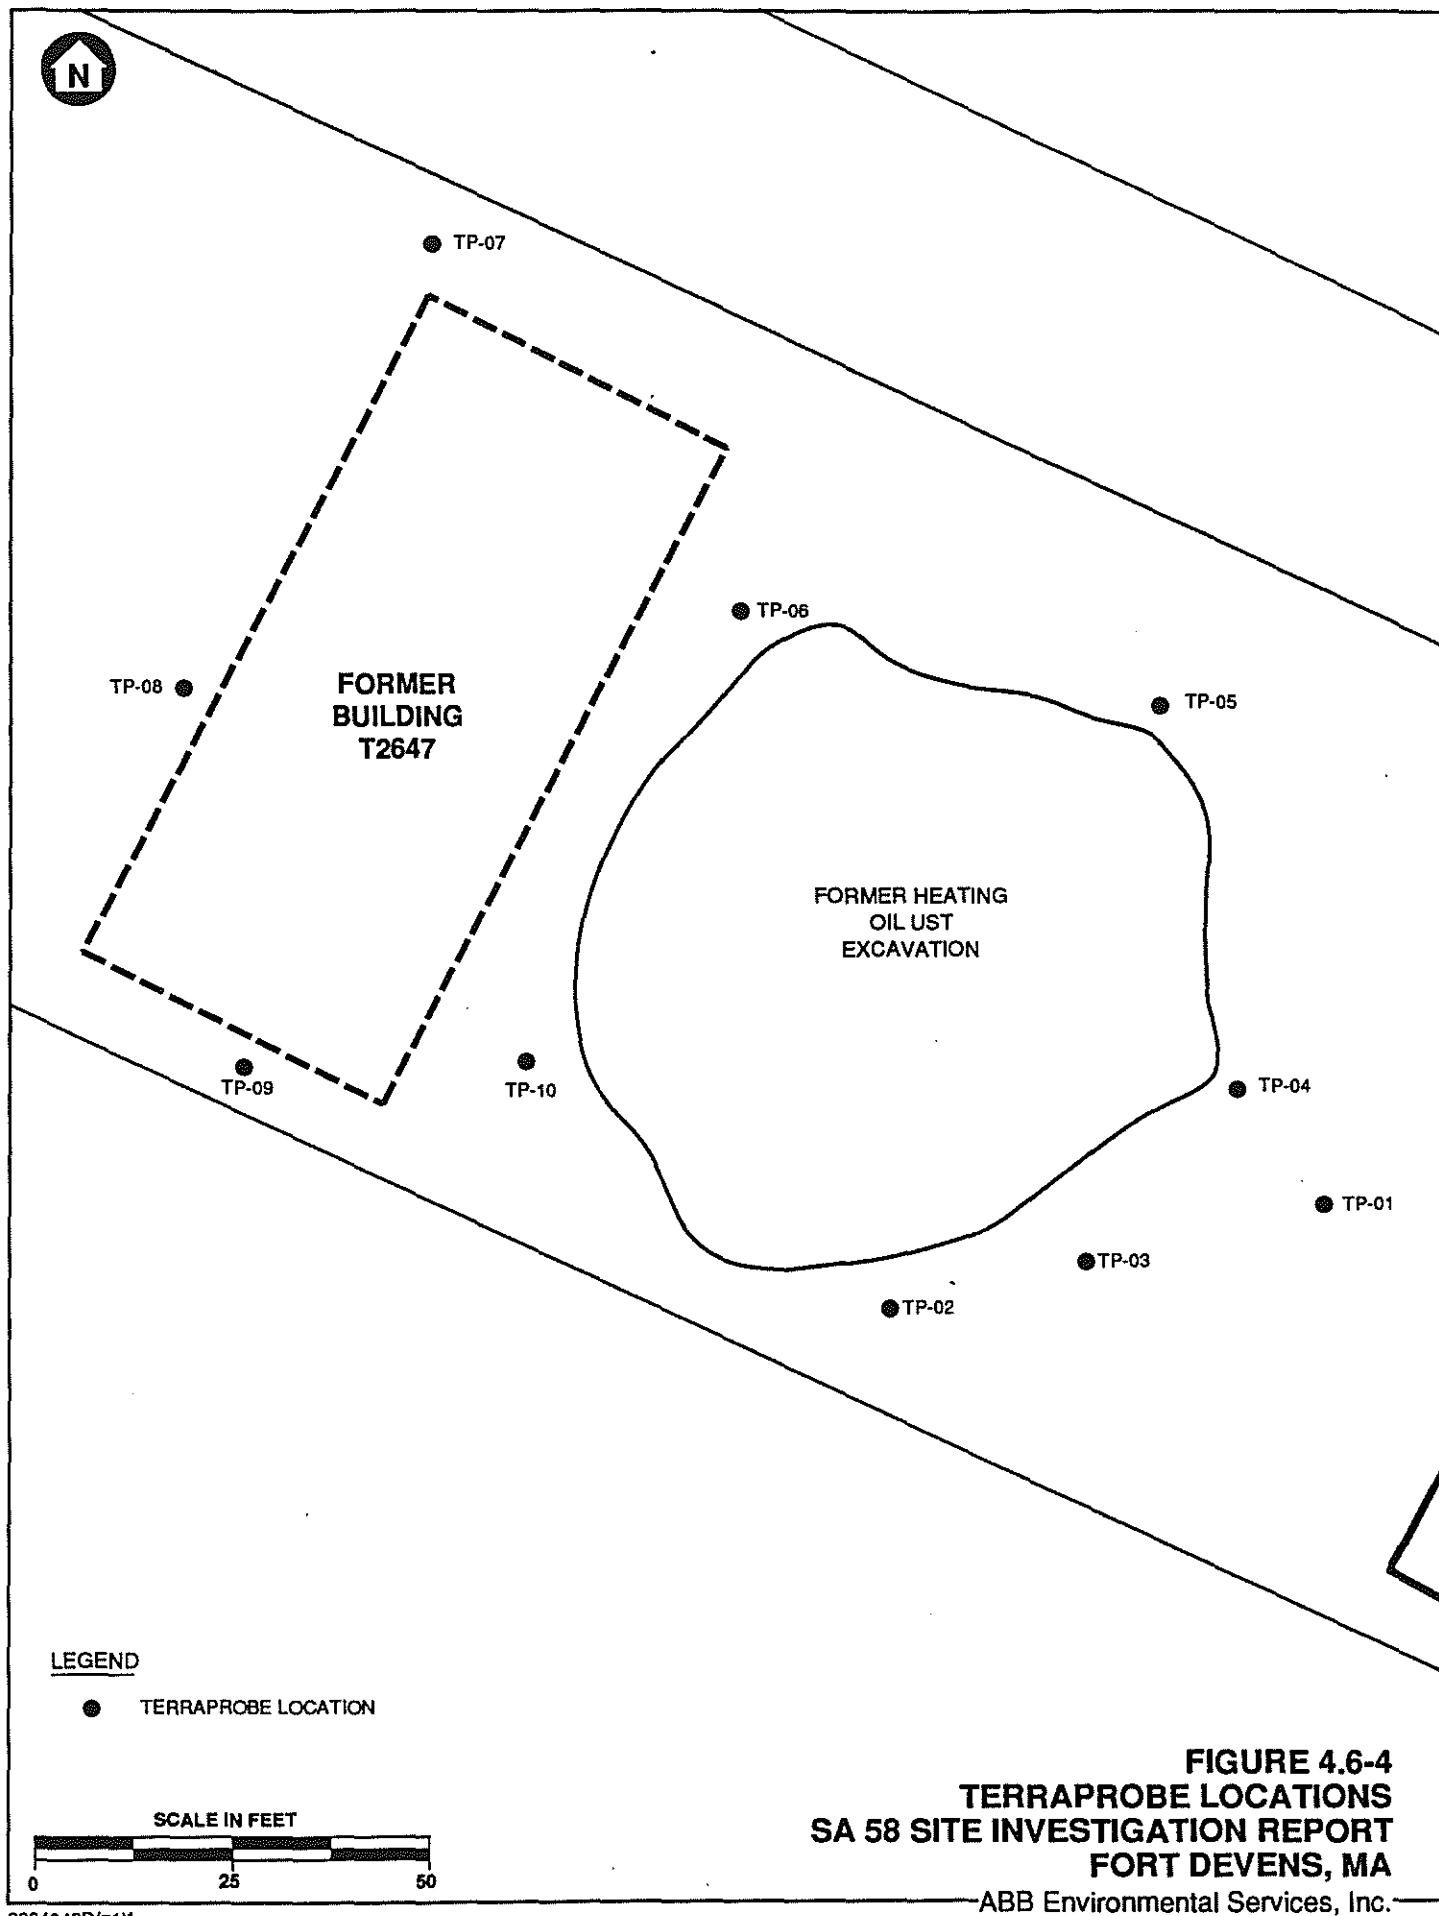 N
TP-07
TP-06
FORMER
BUILDING
T2647
TP-08
TP-05
FORMER HEATING
OIL UST
EXCAVATION
TP-09
TP-10
TP-04
TP-01
TP-03
TP-02
LEGEND
TERRAPROBE LOCATION
SCALE IN FEET
0 25 50
FIGURE 4.6-4
TERRAPROBE LOCATIONS
SA 58 SITE INVESTIGATION REPORT
FORT DEVENS, MA
ABB Environmental Services, Inc.